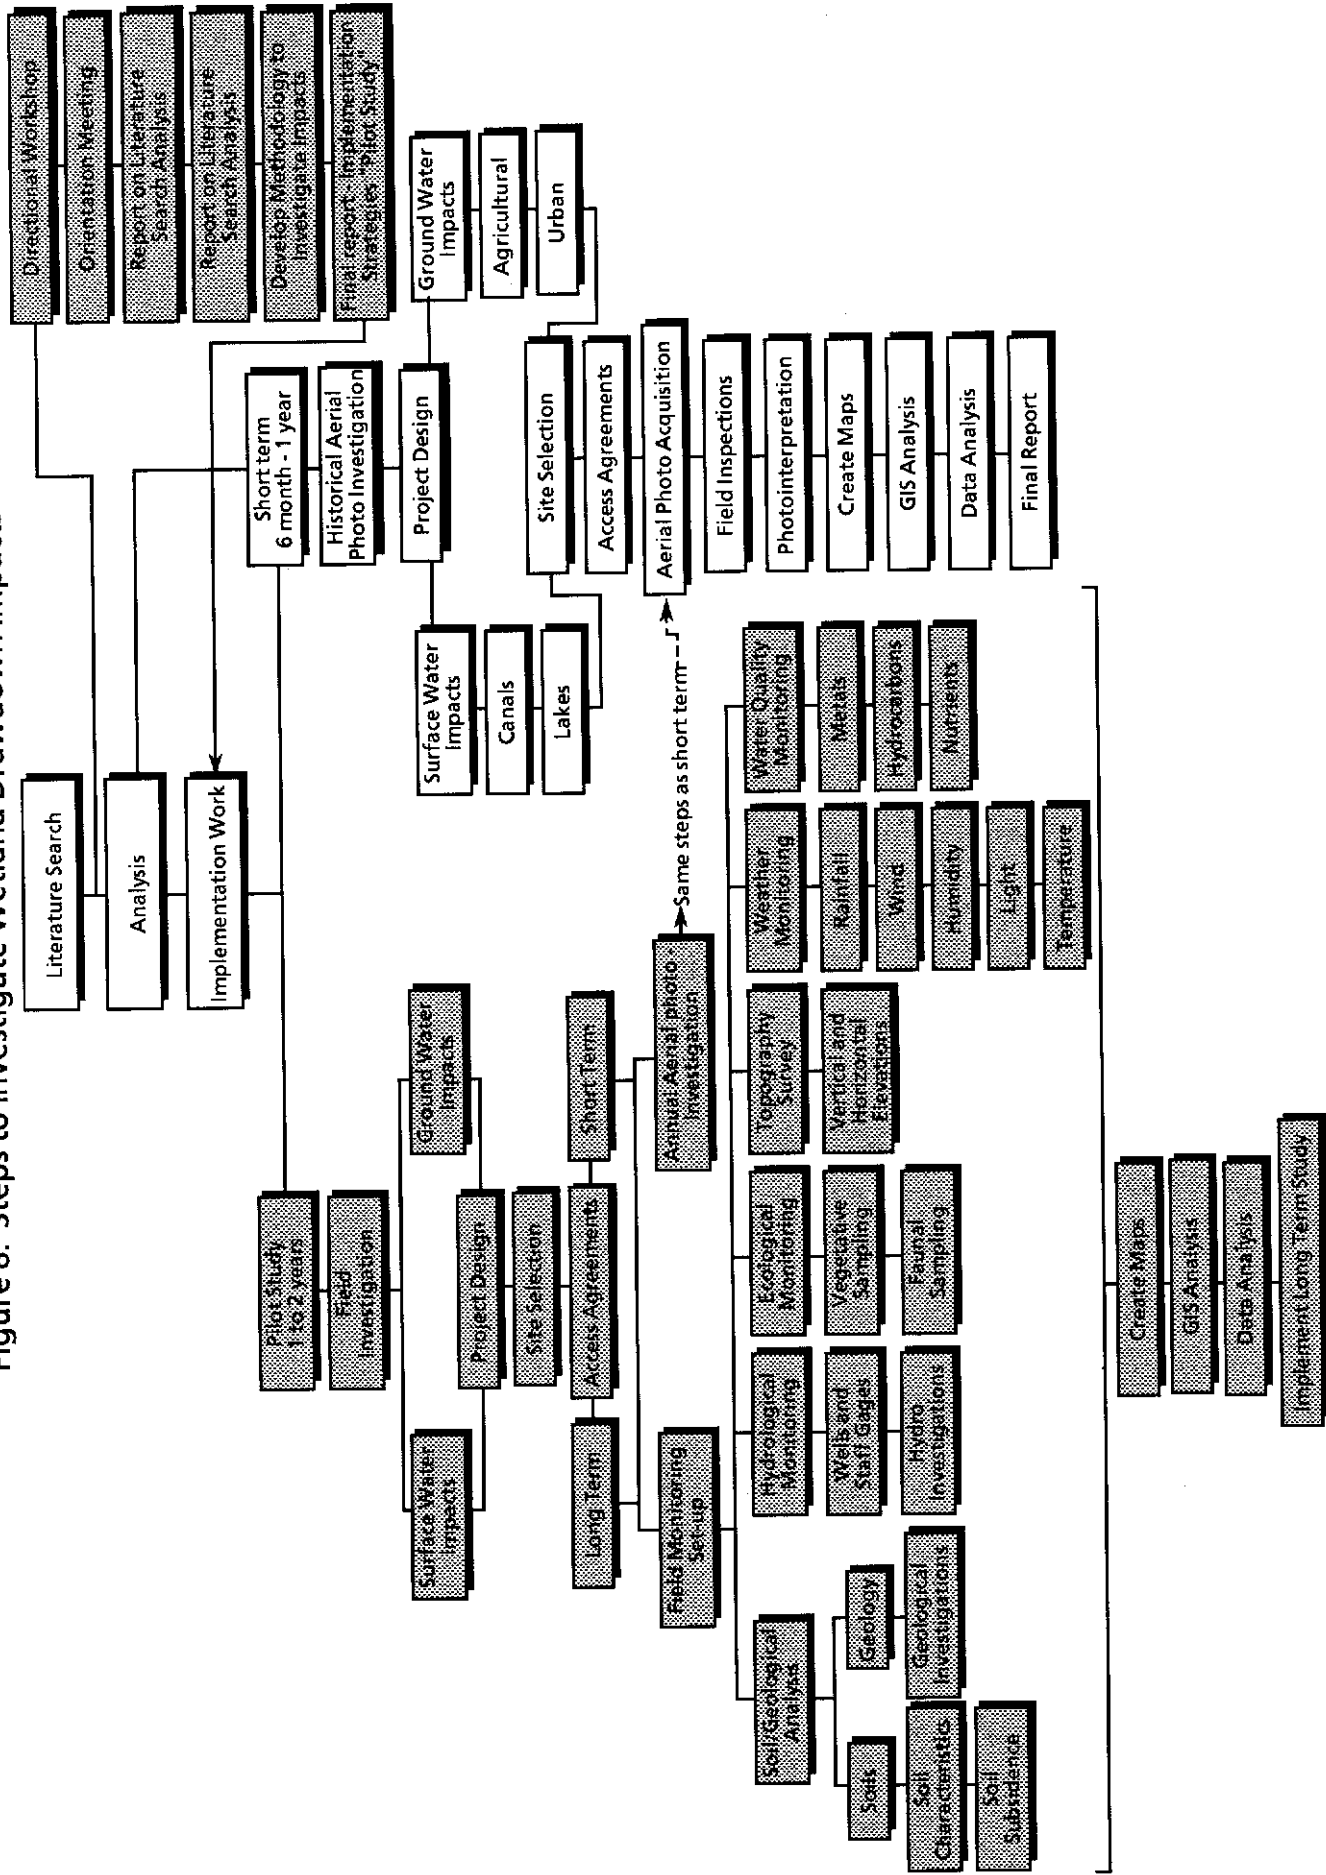 Figure 8. Steps to Investigate Wetland Drawdown Impacts
Literature Search
Analysis
Implementation Work
Directional Workshop
Orientation Meeting
Report on Literature
Search Analysis
Report on Literature
Search Analysis
Develop Methodology to
Investigate Impacts
Final report - Implementation
Strategies "Pilot Study"
Short term
6 month - 1 year
Historical Aerial
Photo Investigation
Project Design
Surface Water
Impacts
Canals
Lakes
Ground Water
Impacts
Agricultural
Urban
Site Selection
Access Agreements
Aerial Photo Acquisition
Field Inspections
Photointerpretation
Create Maps
GIS Analysis
Data Analysis
Final Report
Pilot Study
1 to 2 years
Field
Investigation
Surface Water
Impacts
Ground Water
Impacts
Project Design
Site Selection
Long Term
Access Agreements
Short Term
Field Monitoring
Set-up
Annual Aerial photo
Investigation
Same steps as short term
Soil/Geological
Analysis
Soils
Soil
Characteristics
Soil
Subsidence
Geology
Geological
Investigations
Hydrological
Monitoring
Wells and
Staff Gages
Hydro
Investigations
Ecological
Monitoring
Vegetative
Sampling
Faunal
Sampling
Topography
Survey
Vertical and
Horizontal
Elevations
Weather
Monitoring
Rainfall
Wind
Humidity
Light
Temperature
Water Quality
Monitoring
Metals
Hydrocarbons
Nutrients
Create Maps
GIS Analysis
Data Analysis
Implement Long Term Study